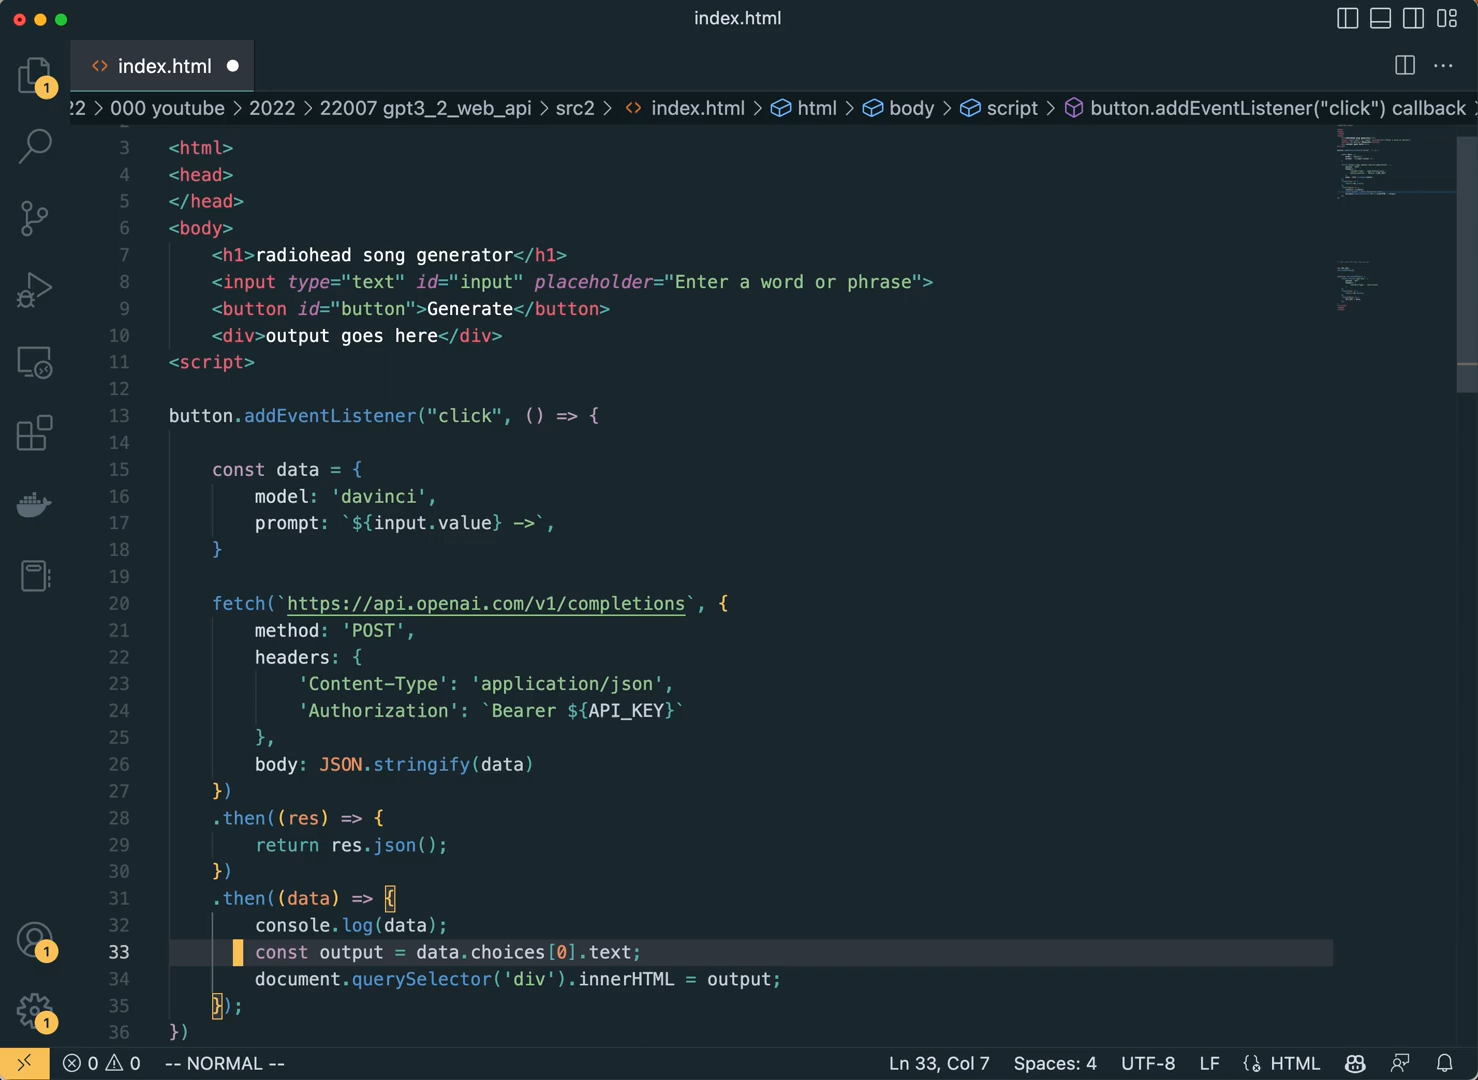 index.html
index.html
1
22 > 000 youtube > 2022 > 22007 gpt3_2_web_api > src2 > <> index.html > html > body > script > button.addEventListener("click") callback >
3 <html>
4 <head>
5 </head>
6 <body>
7 <h1>radiohead song generator</h1>
8 <input type="text" id="input" placeholder="Enter a word or phrase">
9 <button id="button">Generate</button>
10 <div>output goes here</div>
11 <script>
12
13 button.addEventListener("click", () => {
14
15 const data = {
16 model: 'davinci',
17 prompt: `${input.value} ->`,
18 }
19
20 fetch(`https://api.openai.com/v1/completions`, {
21 method: 'POST',
22 headers: {
23 'Content-Type': 'application/json',
24 'Authorization': `Bearer ${API_KEY}`
25 },
26 body: JSON.stringify(data)
27 })
28 .then((res) => {
29 return res.json();
30 })
31 .then((data) => {
32 console.log(data);
33 const output = data.choices[0].text;
34 document.querySelector('div').innerHTML = output;
35 });
36 })
1
1
0 0 -- NORMAL -- Ln 33, Col 7 Spaces: 4 UTF-8 LF HTML